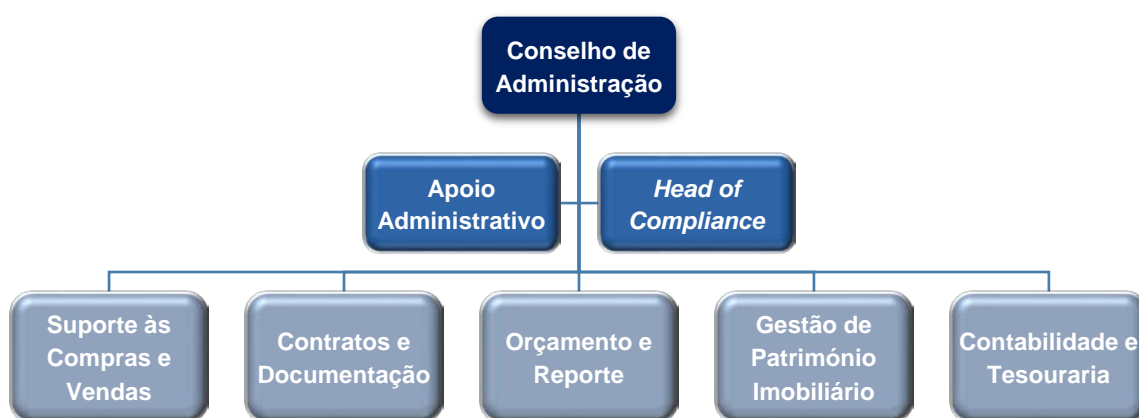 Conselho de
Administração
Apoio
Administrativo
Head of
Compliance
Suporte às
Compras e
Vendas
Contratos e
Documentação
Orçamento e
Reporte
Gestão de
Património
Imobiliário
Contabilidade e
Tesouraria